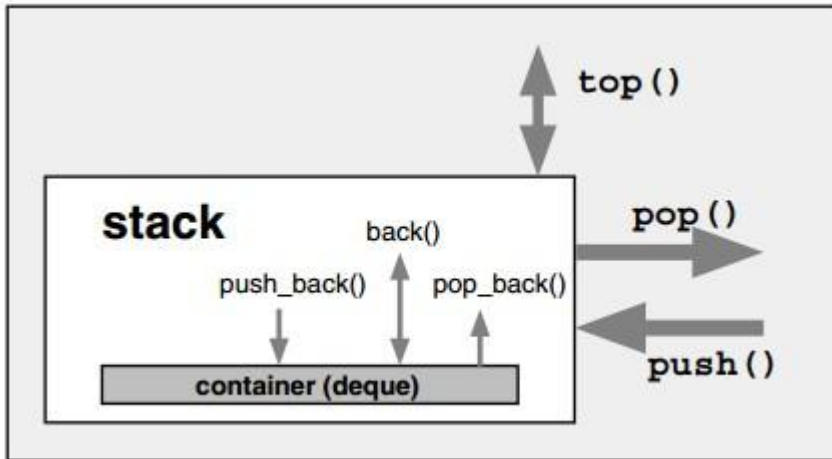 top()
stack
pop()
back()
push_back() pop_back()
push()
container (deque)